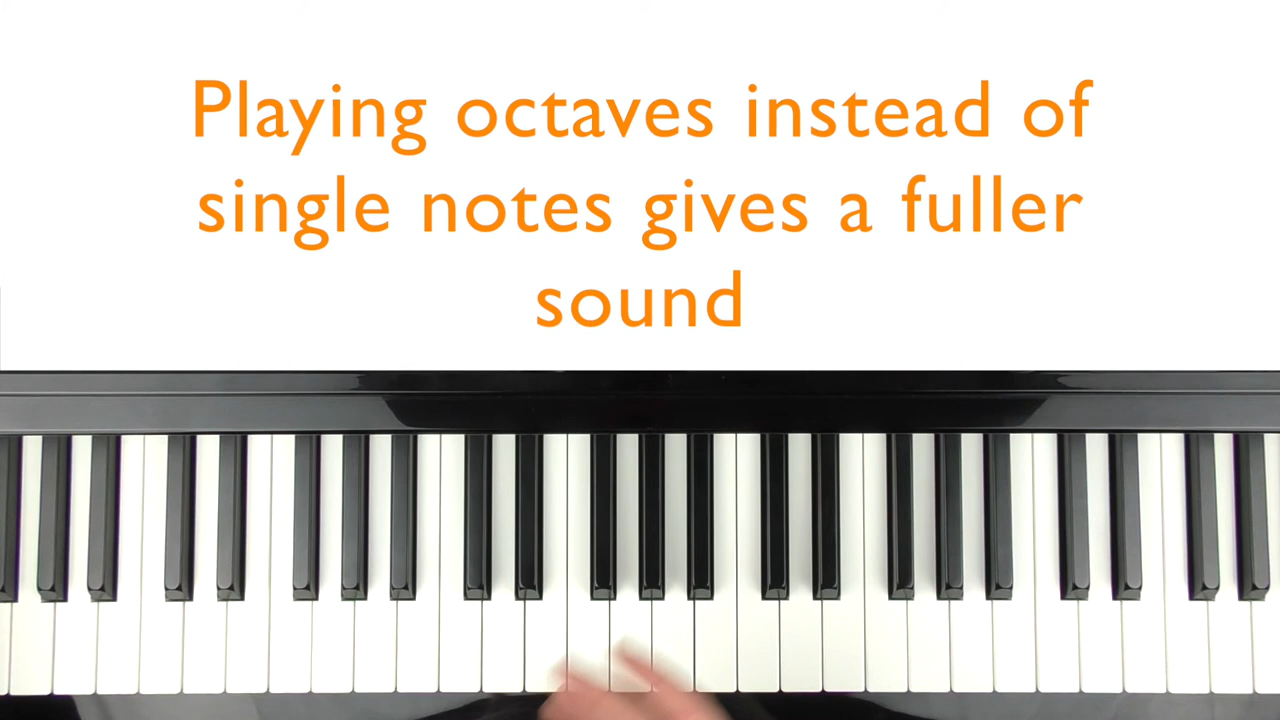 Playing octaves instead of
single notes gives a fuller
sound